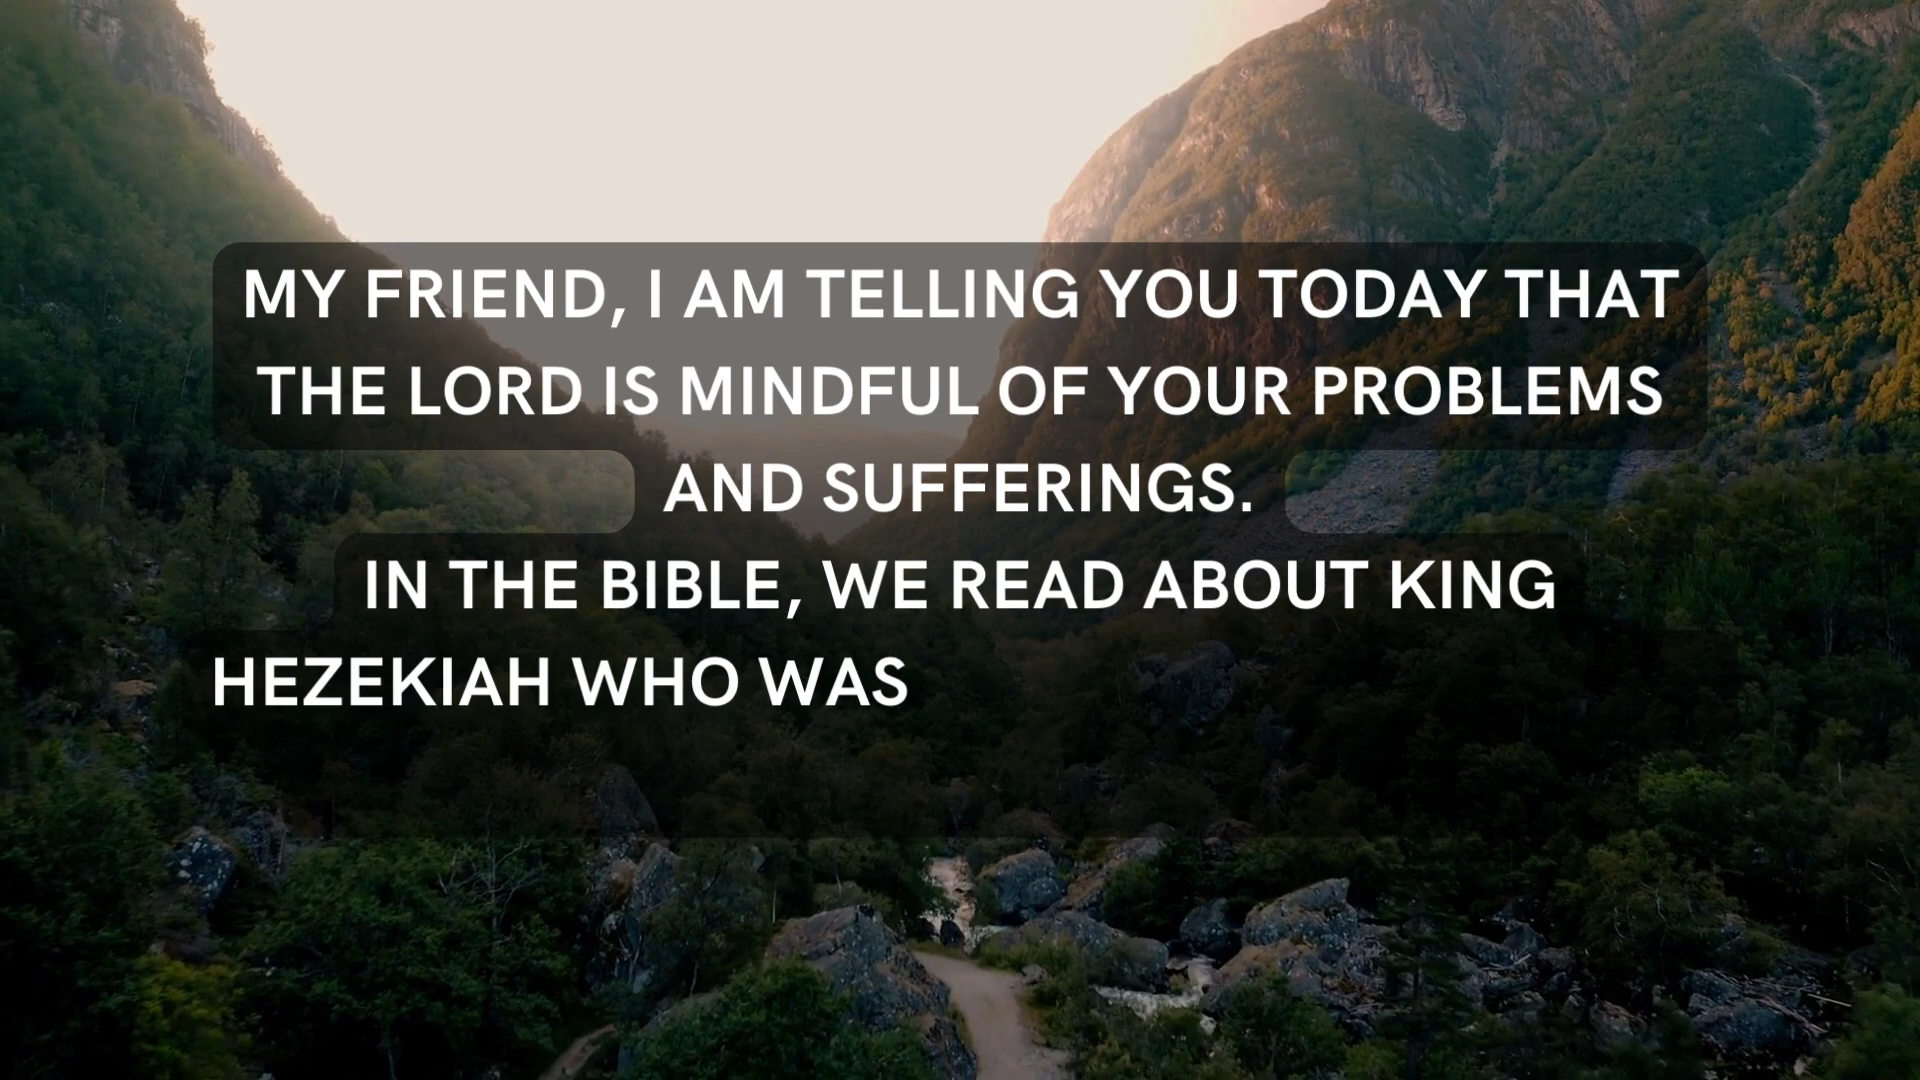 MY FRIEND, I AM TELLING YOU TODAY THAT
THE LORD IS MINDFUL OF YOUR PROBLEMS
AND SUFFERINGS.
IN THE BIBLE, WE READ ABOUT KING
HEZEKIAH WHO WAS